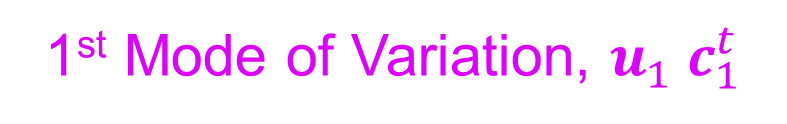 1st Mode of Variation, u₁ c₁ᵗ